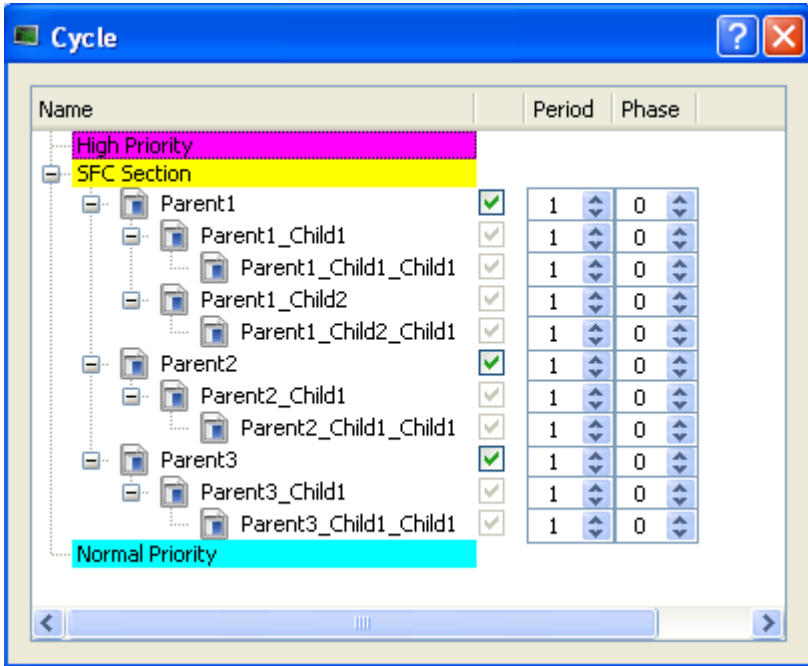 Cycle ?
Name Period Phase
High Priority
SFC Section
Parent1 1 0
Parent1_Child1 1 0
Parent1_Child1_Child1 1 0
Parent1_Child2 1 0
Parent1_Child2_Child1 1 0
Parent2 1 0
Parent2_Child1 1 0
Parent2_Child1_Child1 1 0
Parent3 1 0
Parent3_Child1 1 0
Parent3_Child1_Child1 1 0
Normal Priority